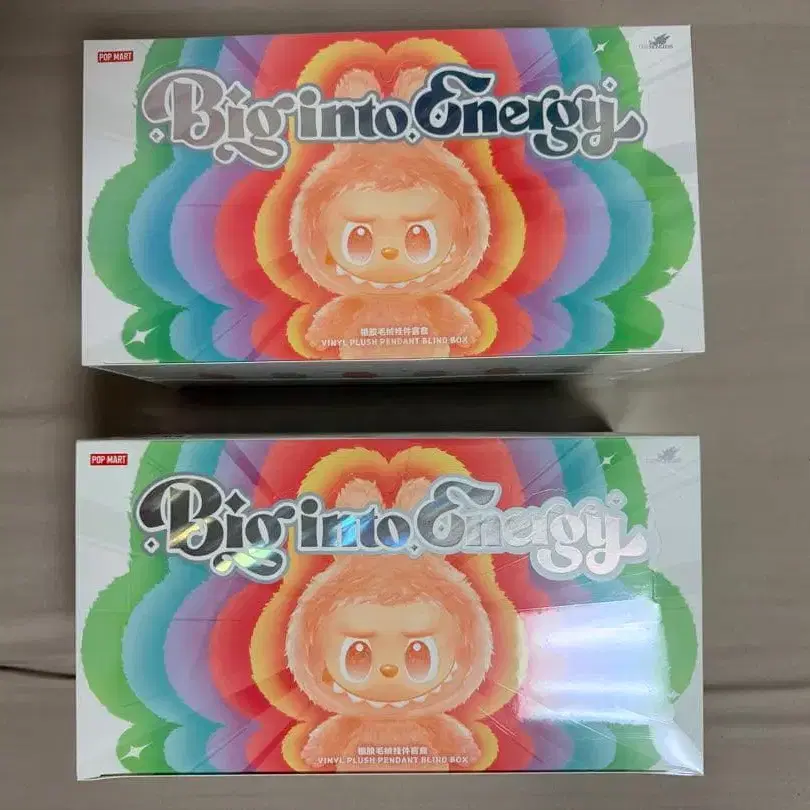 POP MART
Big into Energy
搪胶毛绒挂件盲盒
VINYL PLUSH PENDANT BLIND BOX
POP MART
Big into Energy
搪胶毛绒挂件盲盒
VINYL PLUSH PENDANT BLIND BOX